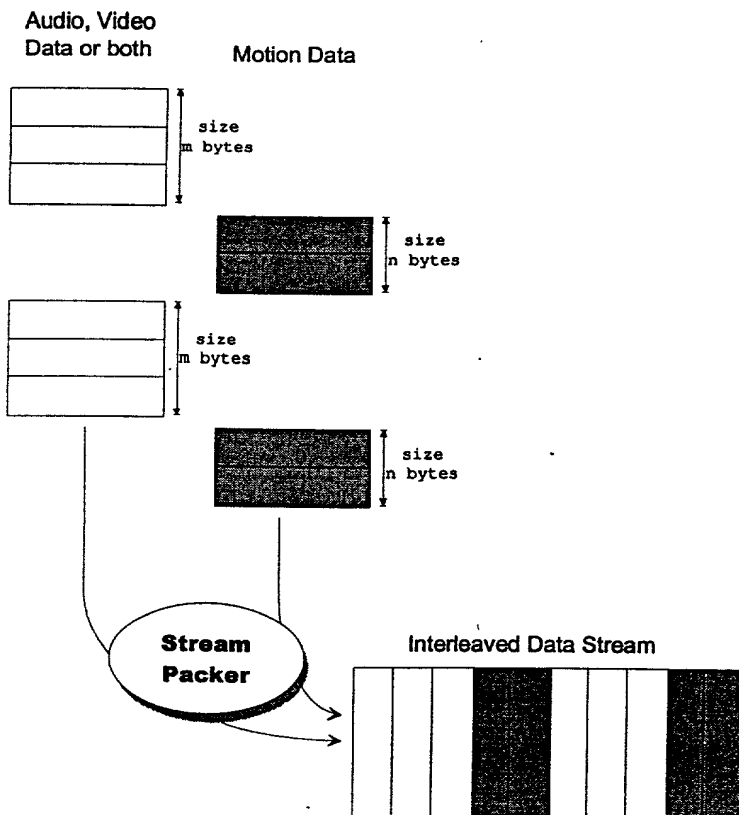 Audio, Video
Data or both
Motion Data
size
m bytes
size
n bytes
size
m bytes
size
n bytes
Stream
Packer
Interleaved Data Stream